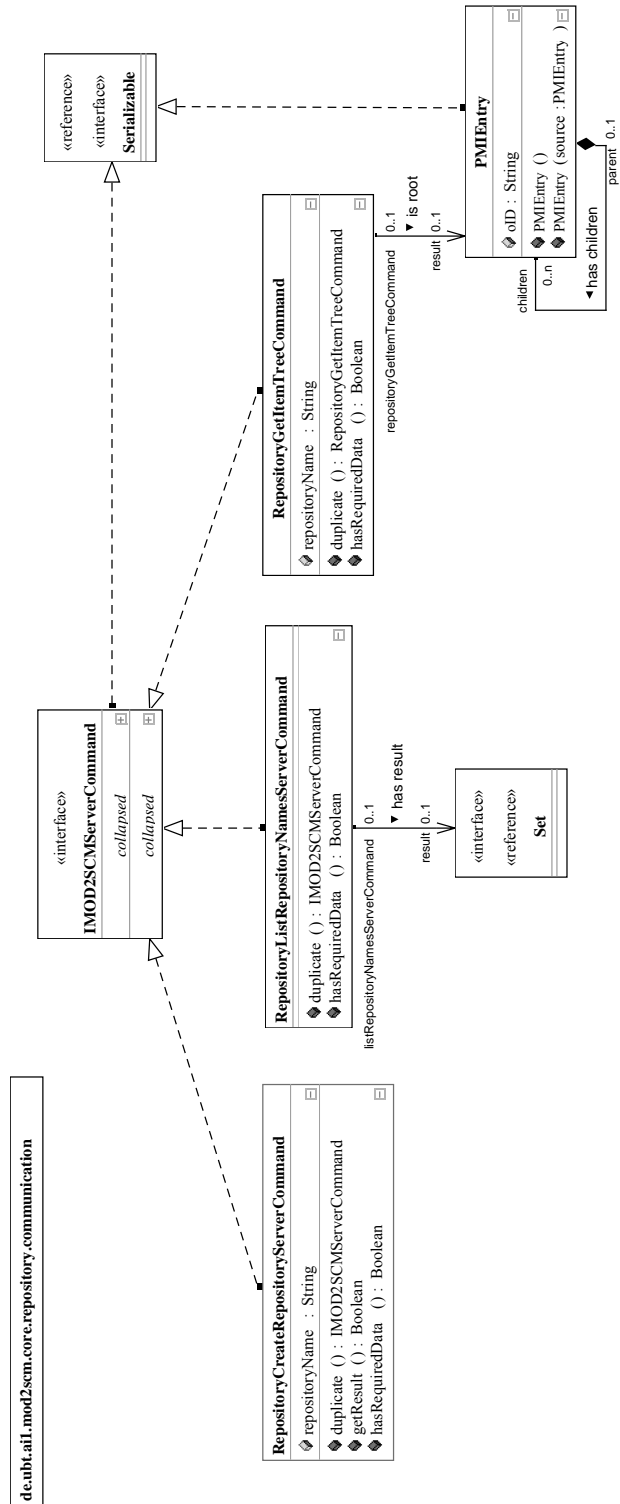 de.ubt.ai1.mod2scm.core.repository.communication
«interface»
IMOD2SCMServerCommand
collapsed
collapsed
«reference»
«interface»
Serializable
RepositoryCreateRepositoryServerCommand
repositoryName : String
duplicate () : IMOD2SCMServerCommand
getResult () : Boolean
hasRequiredData () : Boolean
RepositoryListRepositoryNamesServerCommand
duplicate () : IMOD2SCMServerCommand
hasRequiredData () : Boolean
listRepositoryNamesServerCommand 0..1
▼ has result
result 0..1
«interface»
«reference»
Set
RepositoryGetItemTreeCommand
repositoryName : String
duplicate () : RepositoryGetItemTreeCommand
hasRequiredData () : Boolean
repositoryGetItemTreeCommand 0..1
▼ is root
result 0..1
PMIEntry
oID : String
PMIEntry ()
PMIEntry (source : PMIEntry )
children
0..n
◄ has children
parent 0..1